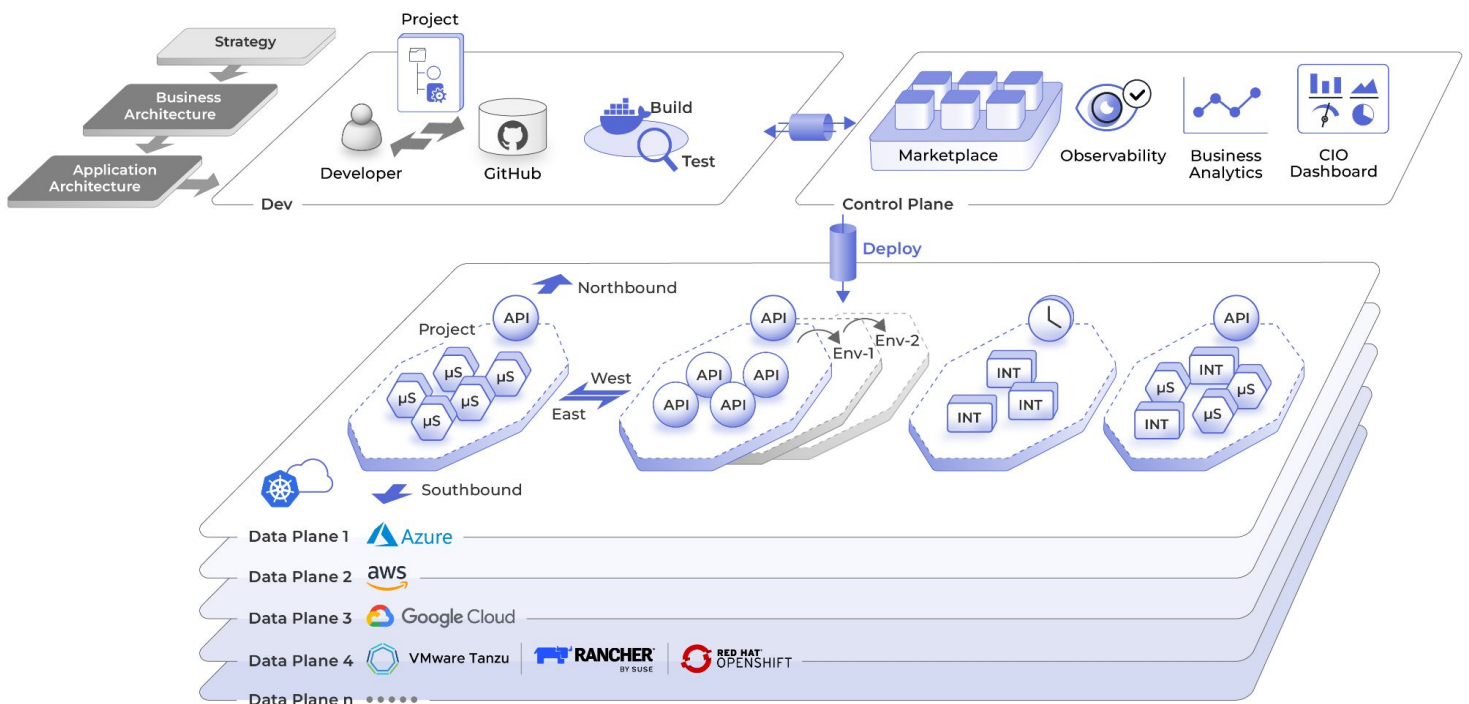 Strategy
Business
Architecture
Application
Architecture
Project
Developer
GitHub
Build
Test
Dev
Marketplace
Observability
Business
Analytics
CIO
Dashboard
Control Plane
Deploy
Northbound
API
Project
µS
µS
µS
µS
µS
West
East
Southbound
API
Env-1
Env-2
API
API
API
API
INT
INT
INT
API
INT
µS
µS
INT
µS
Data Plane 1
Azure
Data Plane 2
aws
Data Plane 3
Google Cloud
Data Plane 4
VMware Tanzu
RANCHER
BY SUSE
RED HAT
OPENSHIFT
Data Plane n